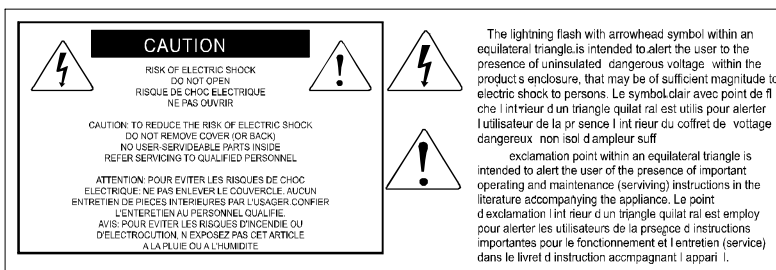 CAUTION
RISK OF ELECTRIC SHOCK
DO NOT OPEN
RISQUE DE CHOC ELECTRIQUE
NE PAS OUVRIR
CAUTION: TO REDUCE THE RISK OF ELECTRIC SHOCK
DO NOT REMOVE COVER (OR BACK)
NO USER-SERVIDEABLE PARTS INSIDE
REFER SERVICING TO QUALIFIED PERSONNEL
ATTENTION: POUR EVITER LES RISQUES DE CHOC
ELECTRIQUE: NE PAS ENLEVER LE COUVERCLE. AUCUN
ENTRETIEN DE PIECES INTERIEURES PAR L'USAGER.CONFIER
L'ENTERETIEN AU PERSONNEL QUALIFIE.
AVIS: POUR EVITER LES RISQUES D'INCENDIE OU
D'ELECTROCUTION, N EXPOSEZ PAS CET ARTICLE
A LA PLUIE OU A L'HUMIDITE
The lightning flash with arrowhead symbol within an
equilateral triangle.is intended to.alert the user to the
presence of uninsulated dangerous voltage within the
product s enclosure, that may be of sufficient magnitude to
electric shock to persons. Le symbol.clair avec point de fl
che l int rieur d un triangle quilat ral est utilis pour alerter
l utilisateur de la pr sence l int rieur du coffret de vottage
dangereux non isol d ampleur suff
exclamation point within an equilateral triangle is
intended to alert the user of the presence of important
operating and maintenance (serviving) instructions in the
literature adcompanying the appliance. Le point
d exclamation l int rieur d un triangle quilat ral est employ
pour alerter les utilisateurs de la prsence d instructions
importantes pour le fonctionnement et l entretien (service)
dans le livret d instruction accmpagnant l appari l.